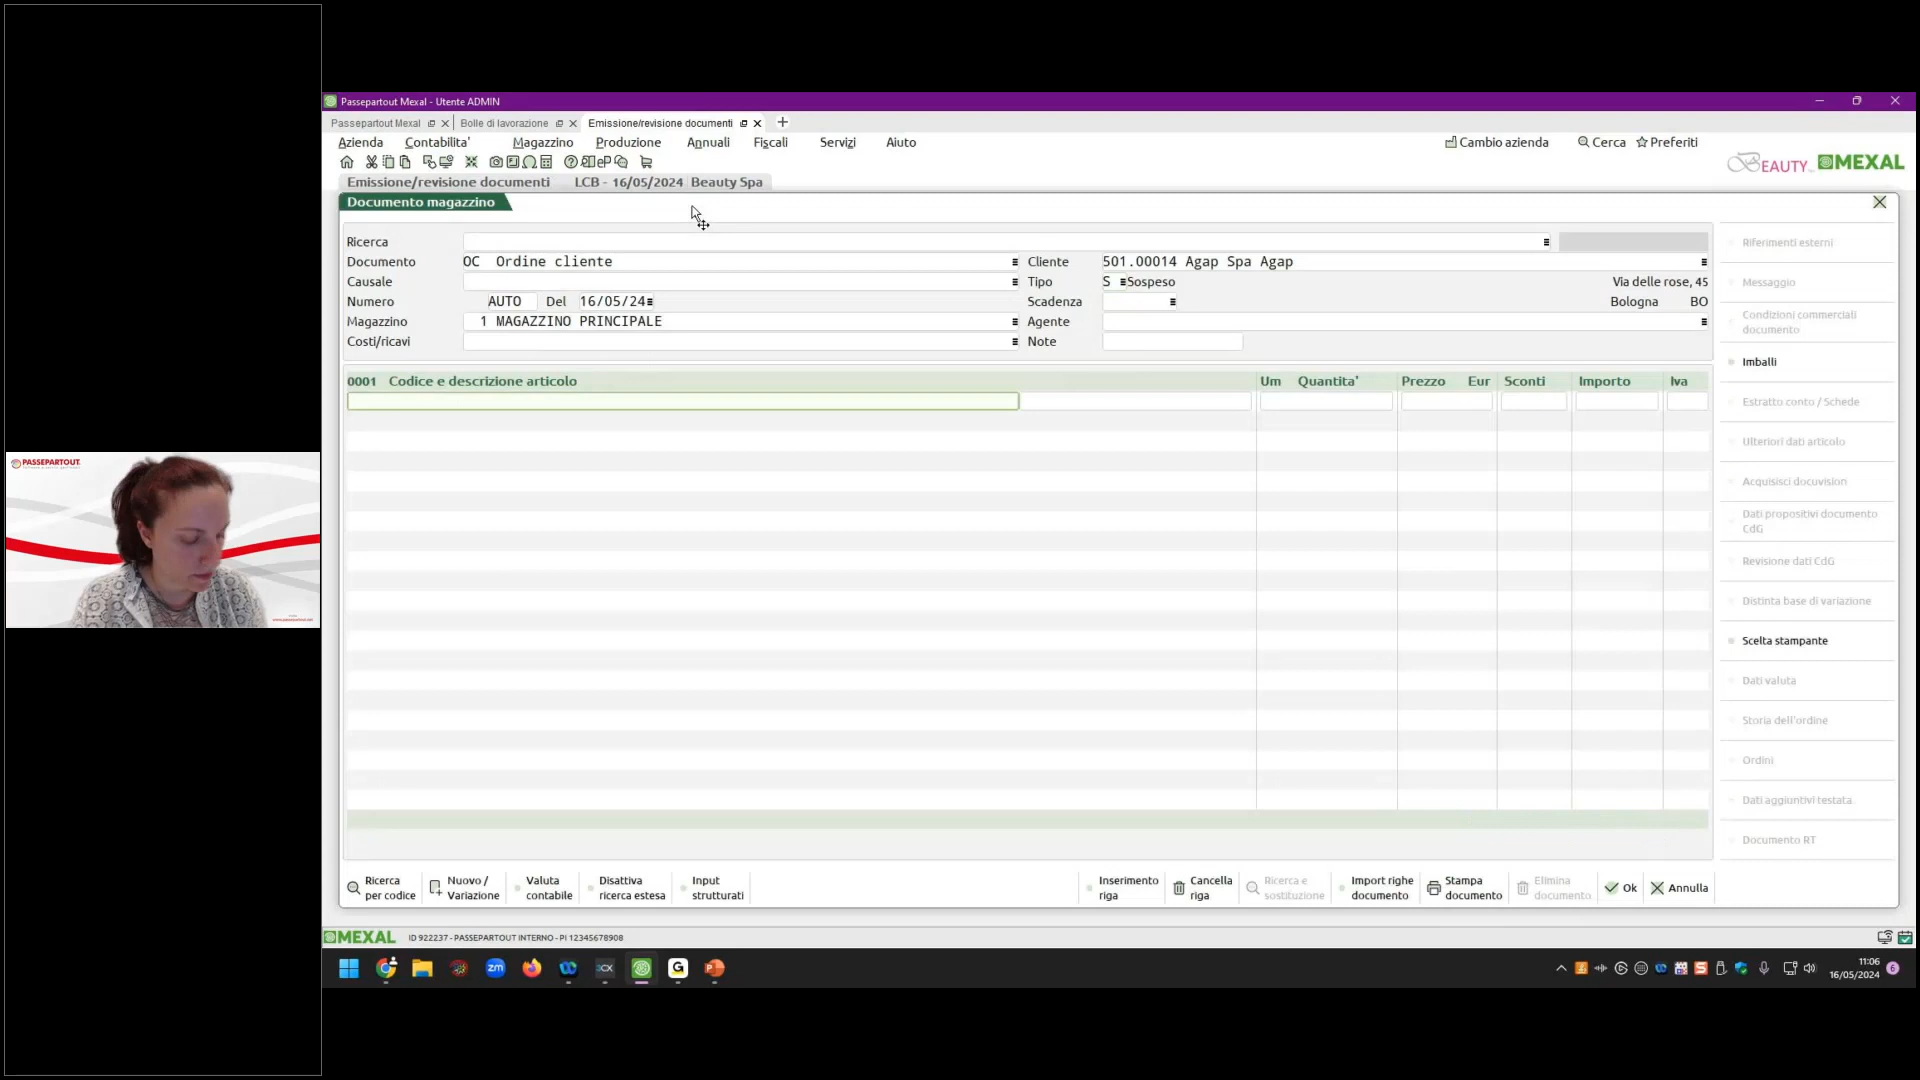 Passepartout Mexal - Utente ADMIN
Passepartout Mexal
Bolle di lavorazione
Emissione/revisione documenti
Azienda Contabilita' Magazzino Produzione Annuali Fiscali Servizi Aiuto
Cambio azienda Cerca Preferiti
BEAUTY MEXAL
Emissione/revisione documenti LCB - 16/05/2024 Beauty Spa
Documento magazzino
Ricerca
Documento OC Ordine cliente Cliente 501.00014 Agap Spa Agap
Causale Tipo S Sospeso Via delle rose, 45
Numero AUTO Del 16/05/24 Scadenza Bologna BO
Magazzino 1 MAGAZZINO PRINCIPALE Agente
Costi/ricavi Note
0001 Codice e descrizione articolo Um Quantita' Prezzo Eur Sconti Importo Iva
Riferimenti esterni
Messaggio
Condizioni commerciali
documento
Imballi
Estratto conto / Schede
Ulteriori dati articolo
Acquisisci docuvision
Dati propositivi documento
CdG
Revisione dati CdG
Distinta base di variazione
Scelta stampante
Dati valuta
Storia dell'ordine
Ordini
Dati aggiuntivi testata
Documento RT
PASSEPARTOUT
Ricerca
per codice
Nuovo /
Variazione
Valuta
contabile
Disattiva
ricerca estesa
Input
strutturati
Inserimento
riga
Cancella
riga
Ricerca e
sostituzione
Import righe
documento
Stampa
documento
Elimina
documento
Ok
Annulla
MEXAL ID 922237 - PASSEPARTOUT INTERNO - PI 12345678908
zm
11:06
16/05/2024
6